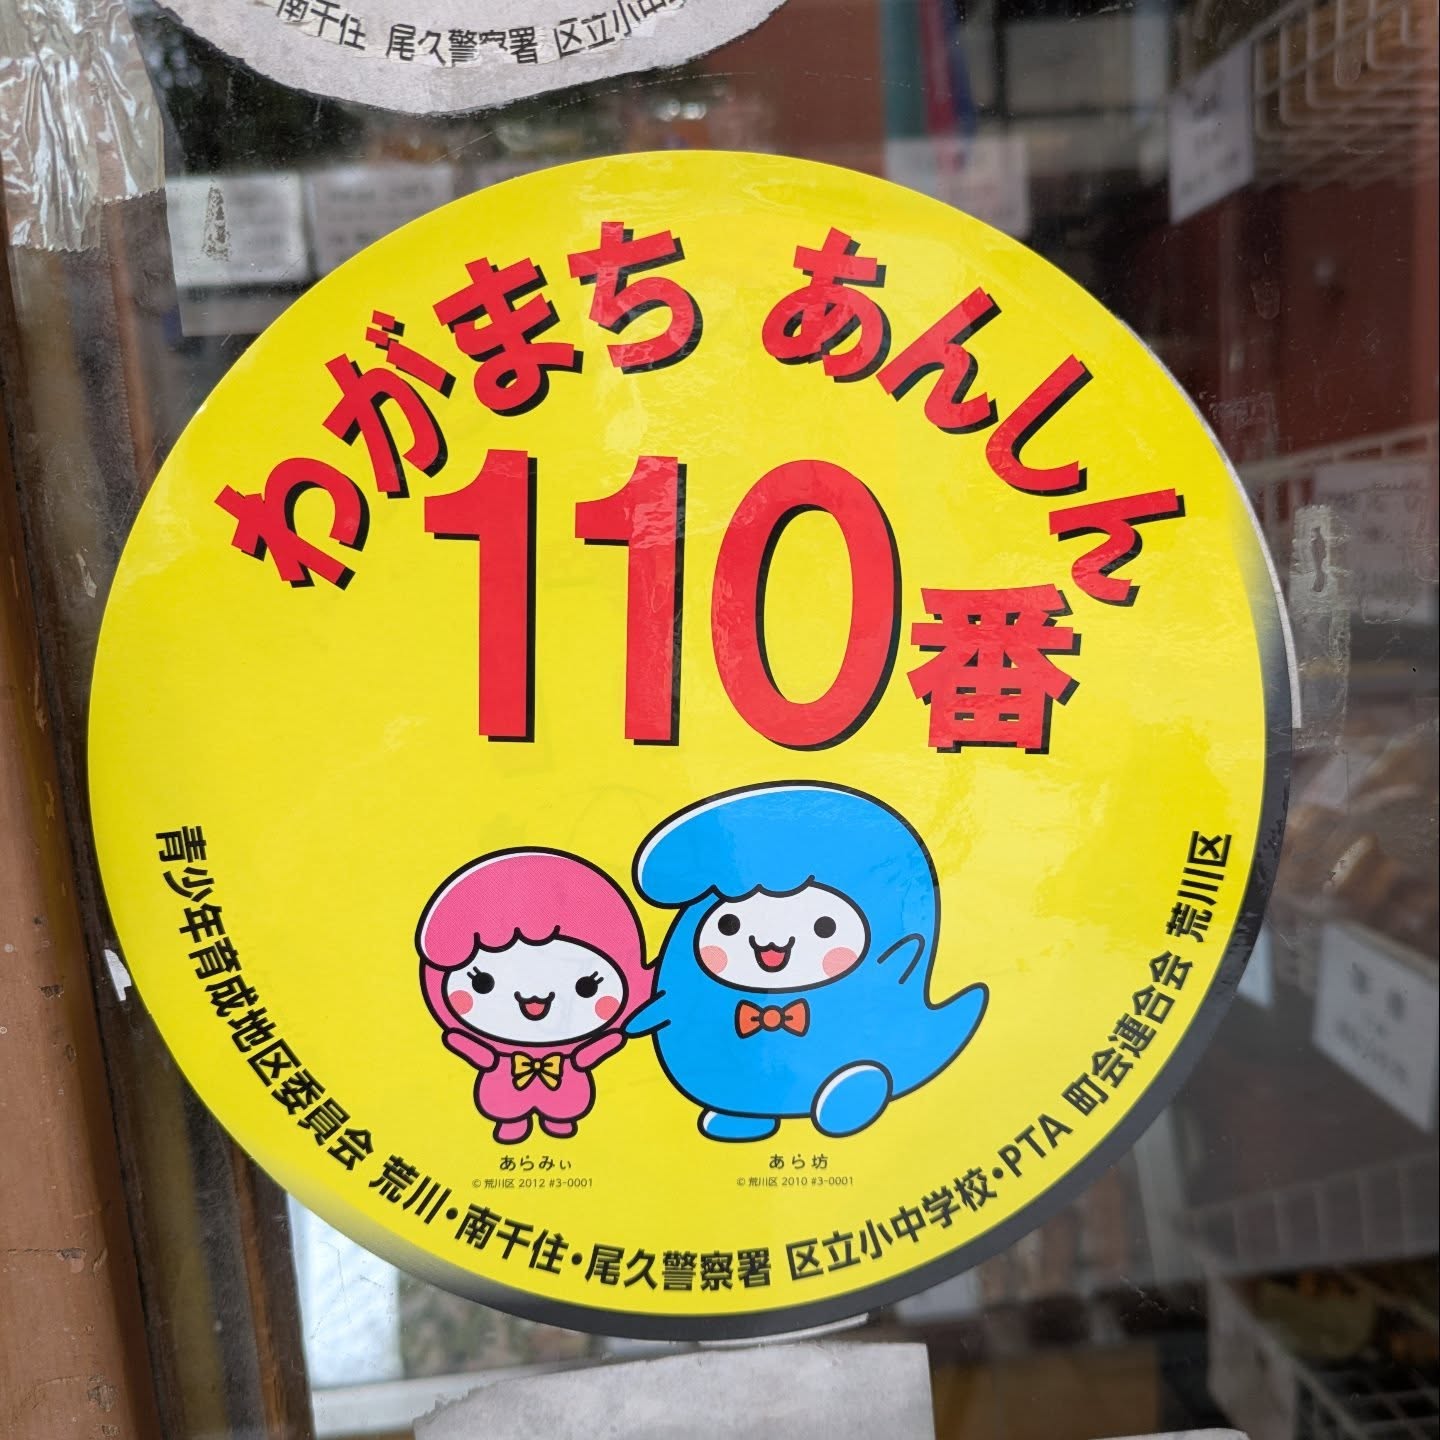 南千住 尾久警察署 区立小中
わがまち あんしん
110番
あらみぃ
© 荒川区 2012 #3-0001
あら坊
© 荒川区 2010 #3-0001
青少年育成地区委員会 荒川・南千住・尾久警察署 区立小中学校・PTA 町会連合会 荒川区